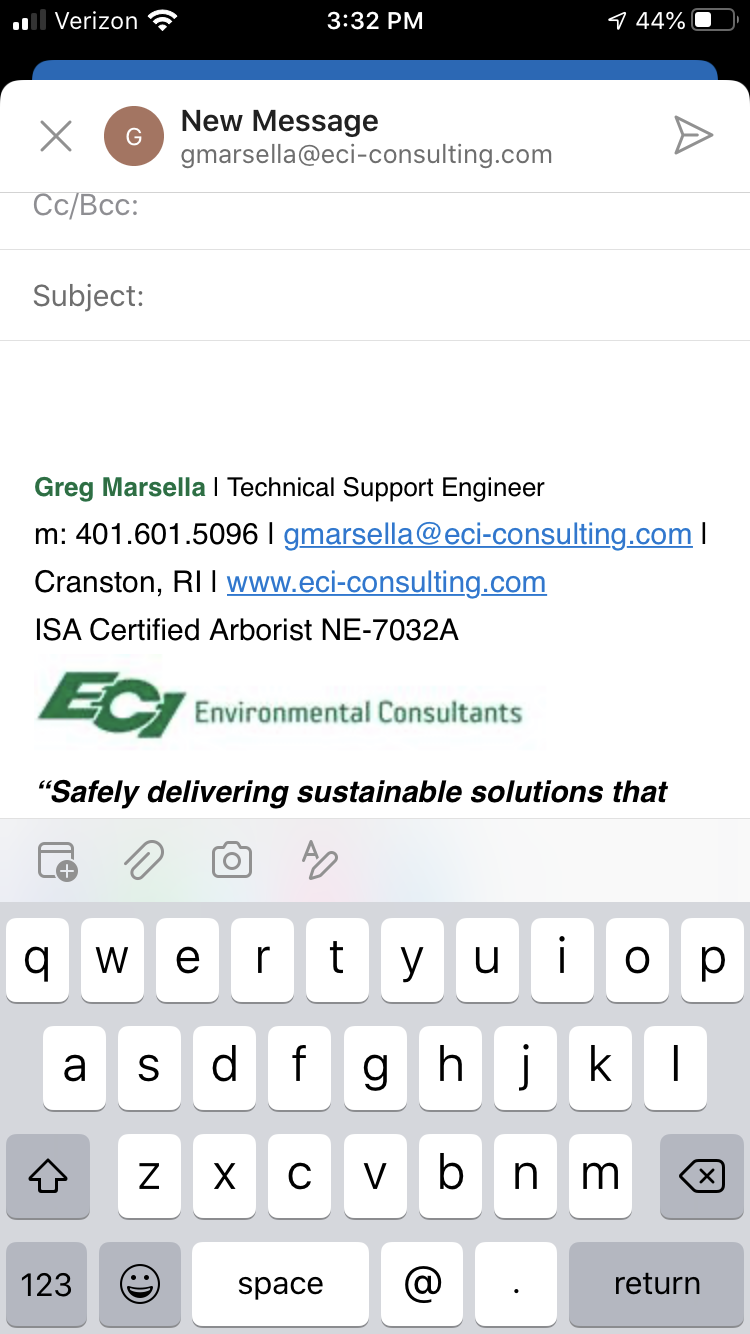 Verizon 3:32 PM 44%
G New Message
gmarsella@eci-consulting.com
Cc/Bcc:
Subject:
Greg Marsella | Technical Support Engineer
m: 401.601.5096 | gmarsella@eci-consulting.com |
Cranston, RI | www.eci-consulting.com
ISA Certified Arborist NE-7032A
ECI Environmental Consultants
“Safely delivering sustainable solutions that
q w e r t y u i o p
a s d f g h j k l
z x c v b n m
123 space @ . return